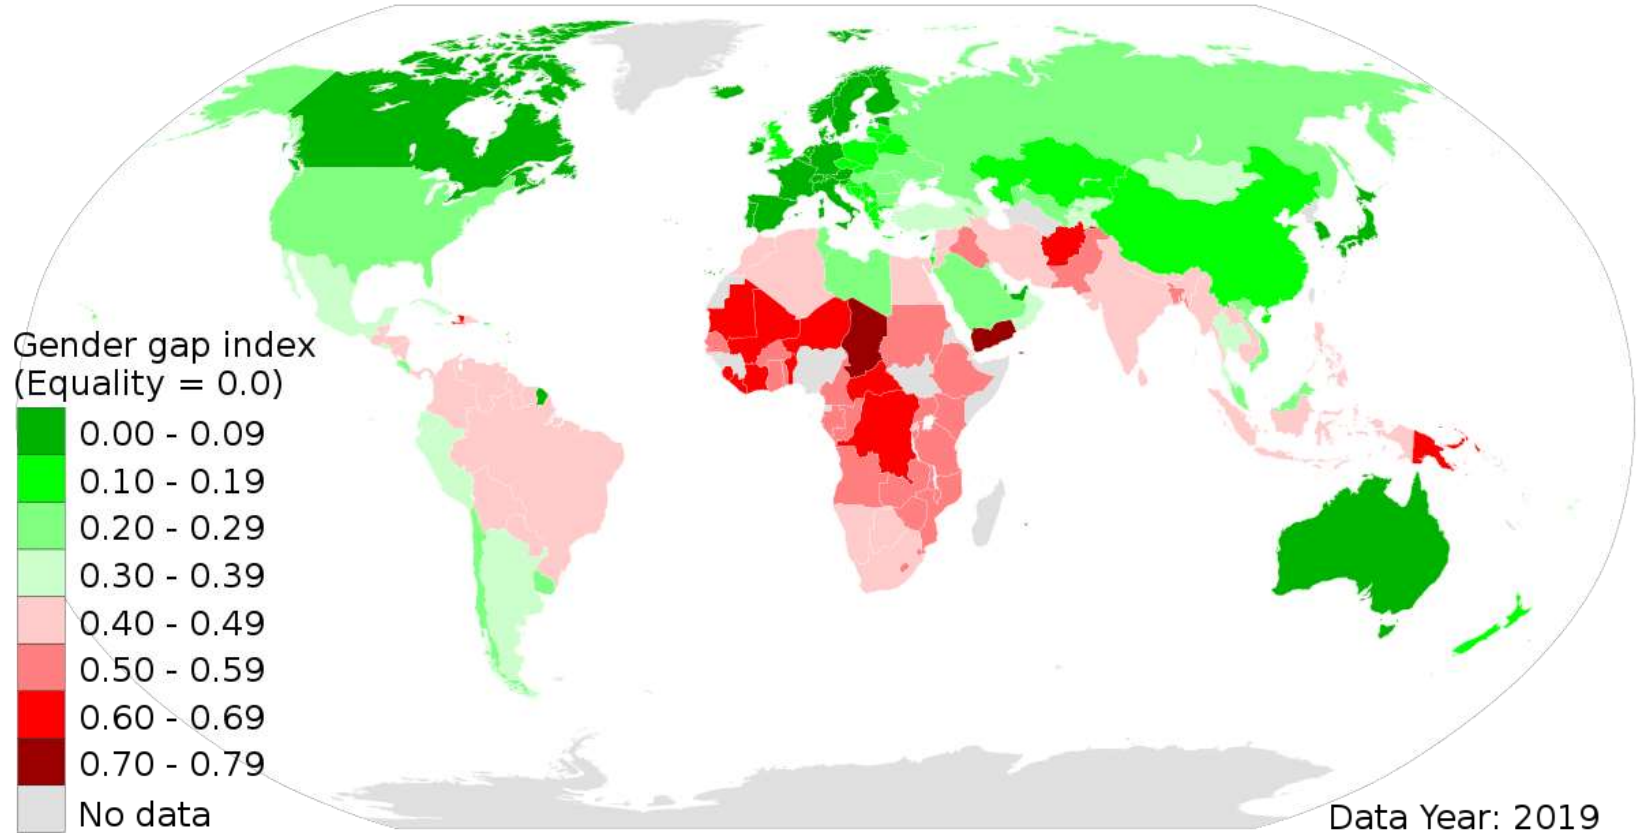 Gender gap index
(Equality = 0.0)
0.00 - 0.09
0.10 - 0.19
0.20 - 0.29
0.30 - 0.39
0.40 - 0.49
0.50 - 0.59
0.60 - 0.69
0.70 - 0.79
No data
Data Year: 2019